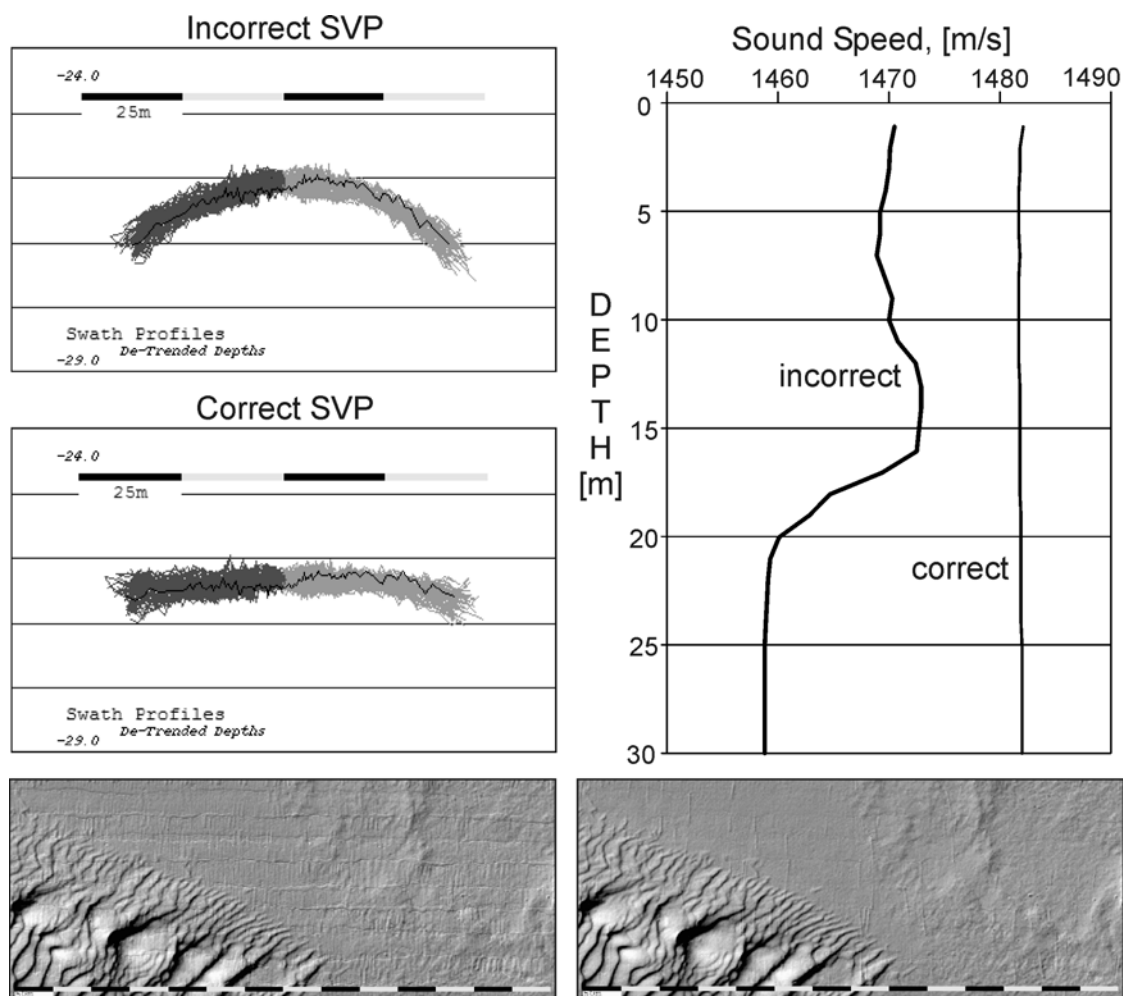 Incorrect SVP
-24.0
25m
Swath Profiles
De-Trended Depths
-29.0
Correct SVP
-24.0
25m
Swath Profiles
De-Trended Depths
-29.0
Sound Speed, [m/s]
1450 1460 1470 1482 1490
0
5
10
15
20
25
30
DEPTH
[m]
incorrect
correct